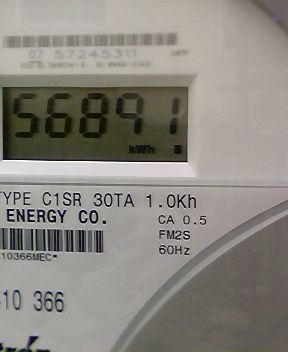 07 57245311
56891
kWh
TYPE C1SR 30TA 1.0Kh
ENERGY CO. CA 0.5
FM2S
10366MEC*
60Hz
10 366